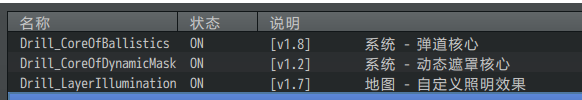 名称 状态 说明
Drill_CoreOfBallistics ON [v1.8] 系统 - 弹道核心
Drill_CoreOfDynamicMask ON [v1.2] 系统 - 动态遮罩核心
Drill_LayerIllumination ON [v1.7] 地图 - 自定义照明效果